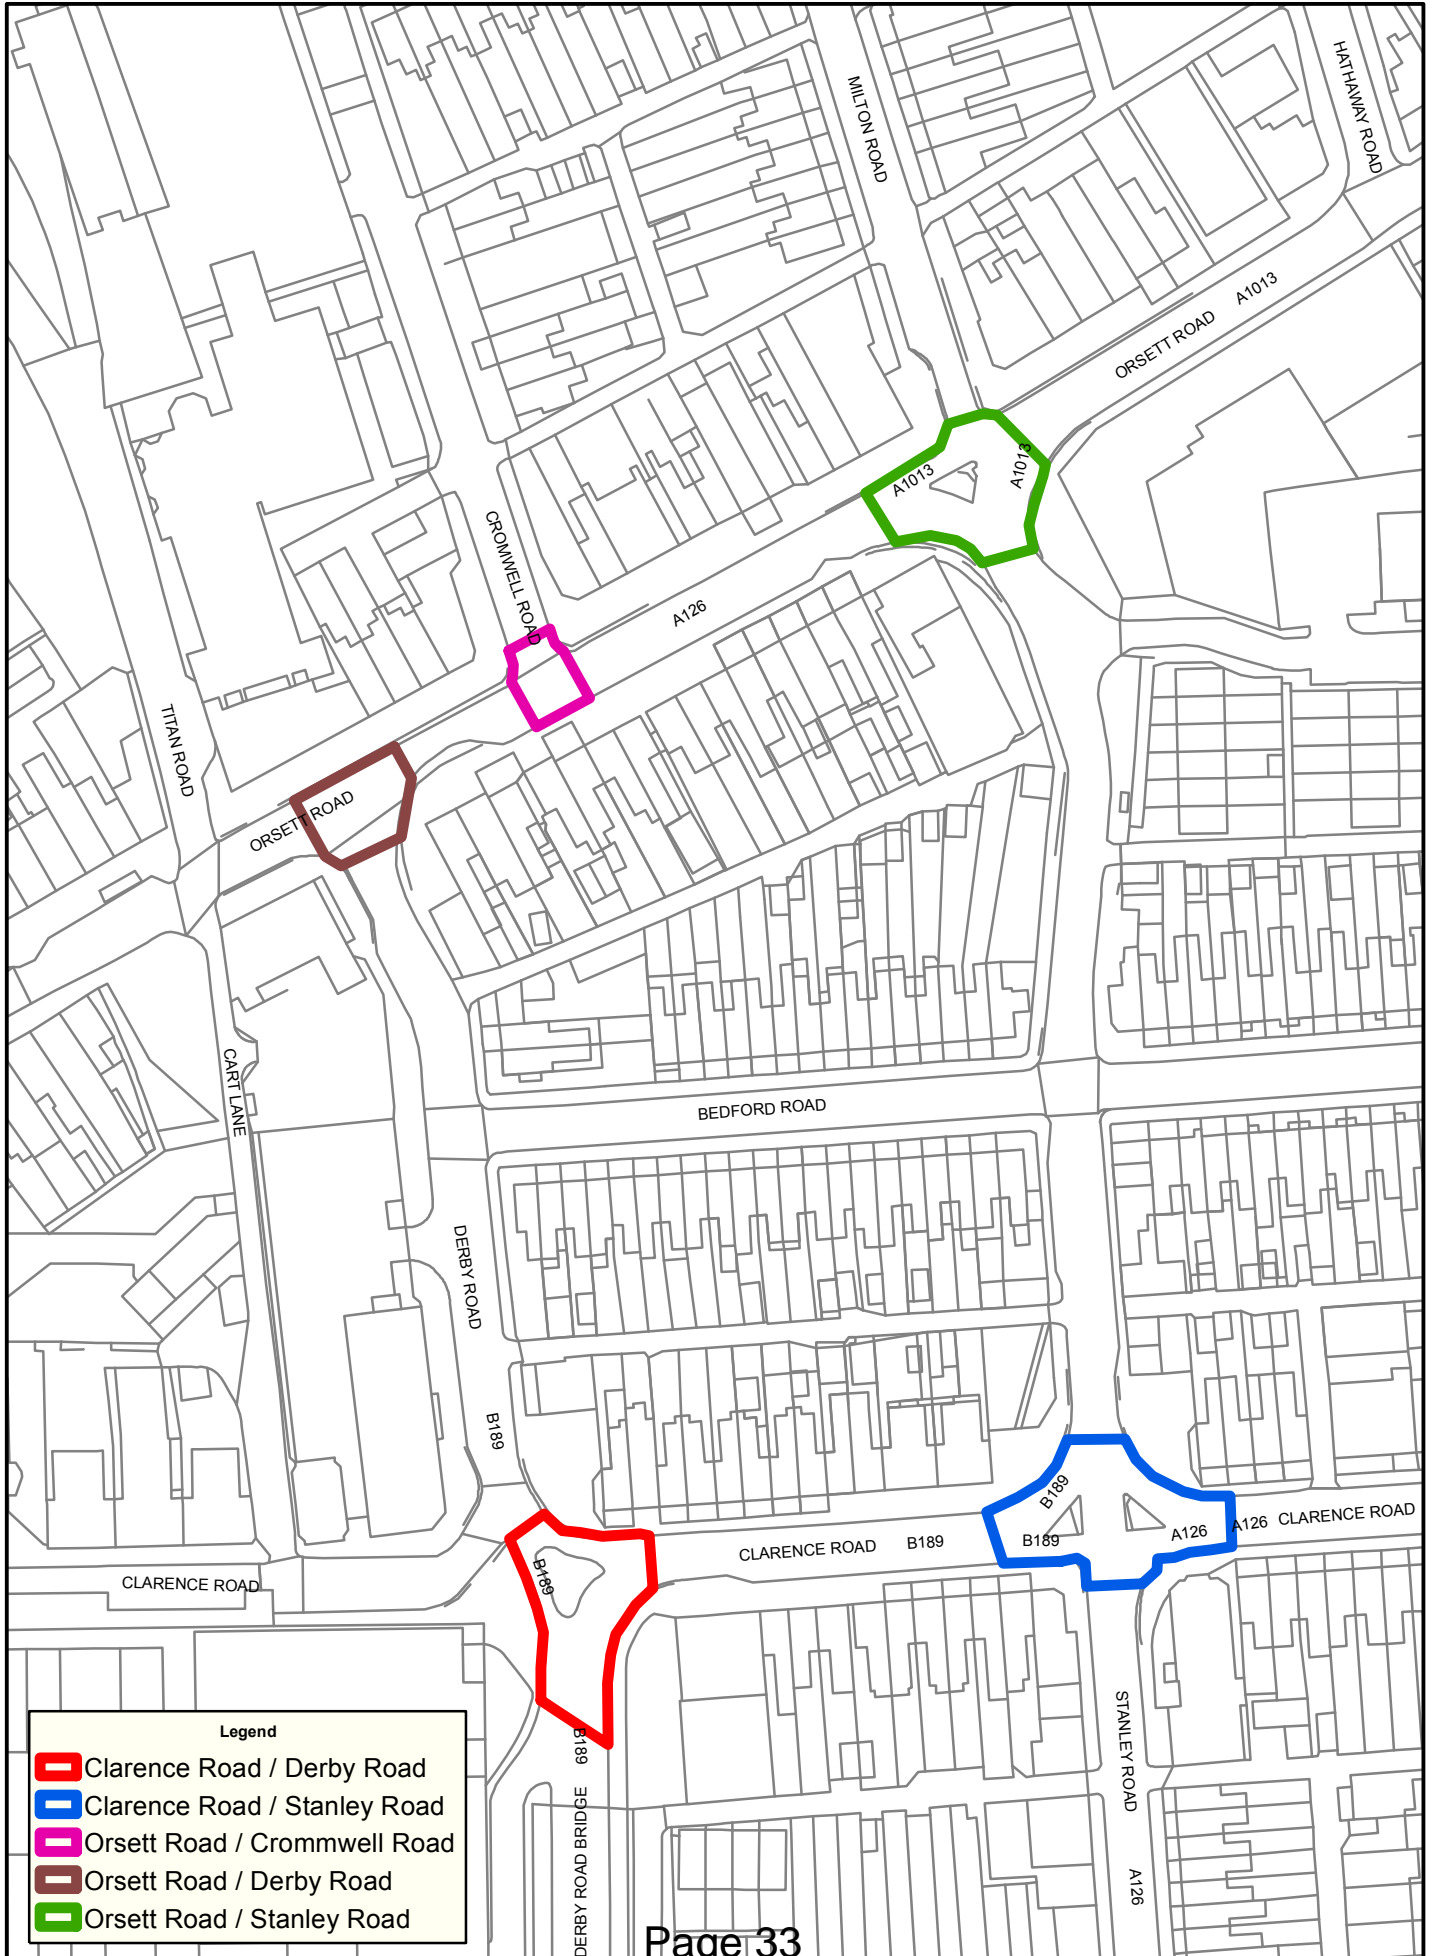 HATHAWAY ROAD
MILTON ROAD
A1013
ORSETT ROAD
A1013
A1013
CROMWELL ROAD
A126
TITAN ROAD
ORSETT ROAD
CART LANE
BEDFORD ROAD
DERBY ROAD
B189
B189
A126
A126
CLARENCE ROAD
B189
CLARENCE ROAD
B189
B189
CLARENCE ROAD
STANLEY ROAD
B189
DERBY ROAD BRIDGE
A126
Legend
Clarence Road / Derby Road
Clarence Road / Stanley Road
Orsett Road / Crommwell Road
Orsett Road / Derby Road
Orsett Road / Stanley Road
Page 33